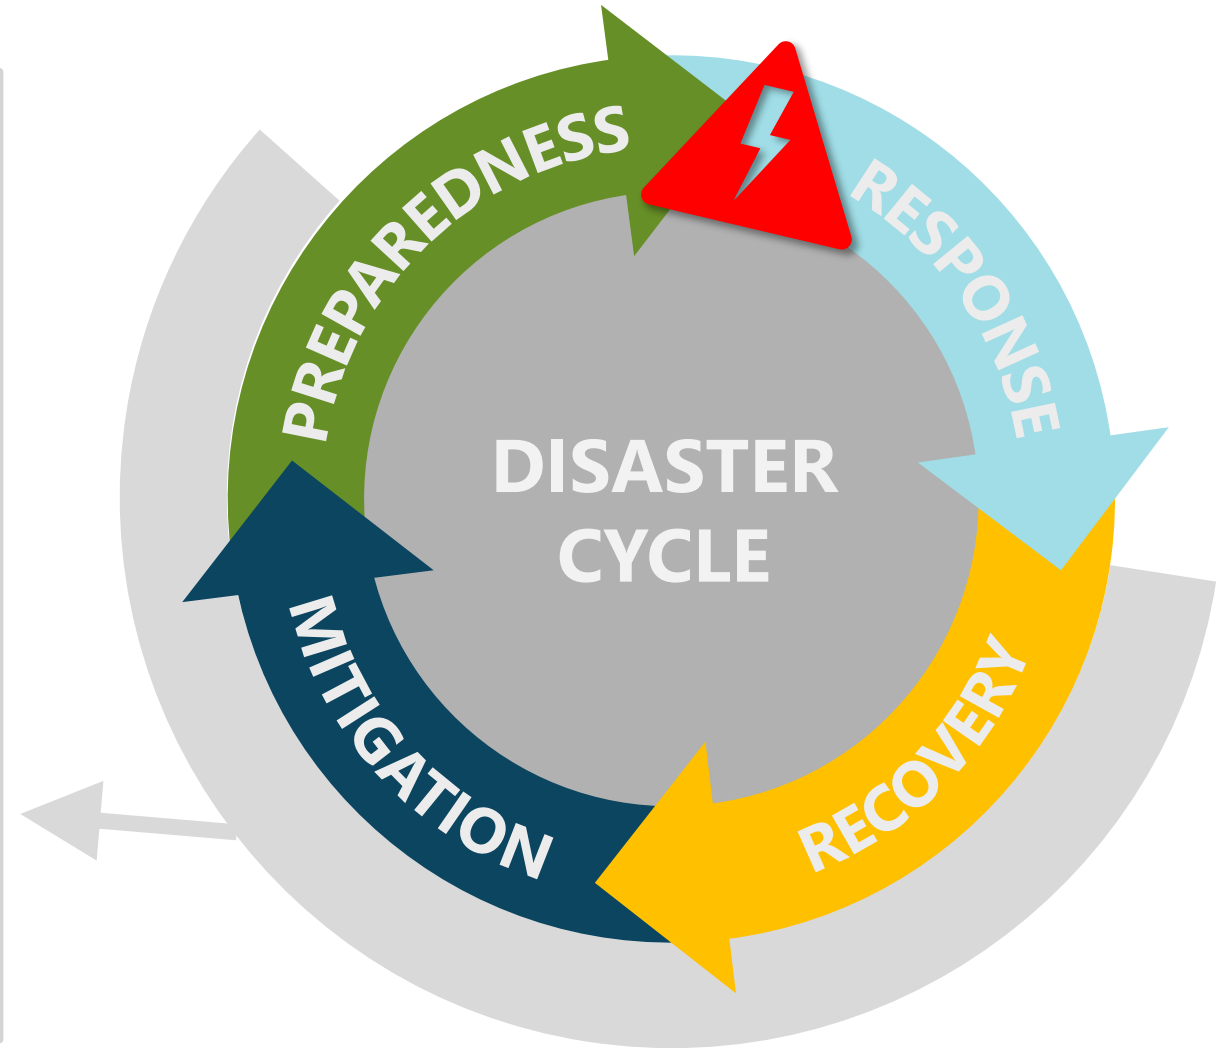 PREPAREDNESS
RESPONSE
DISASTER
CYCLE
MITIGATION
RECOVERY